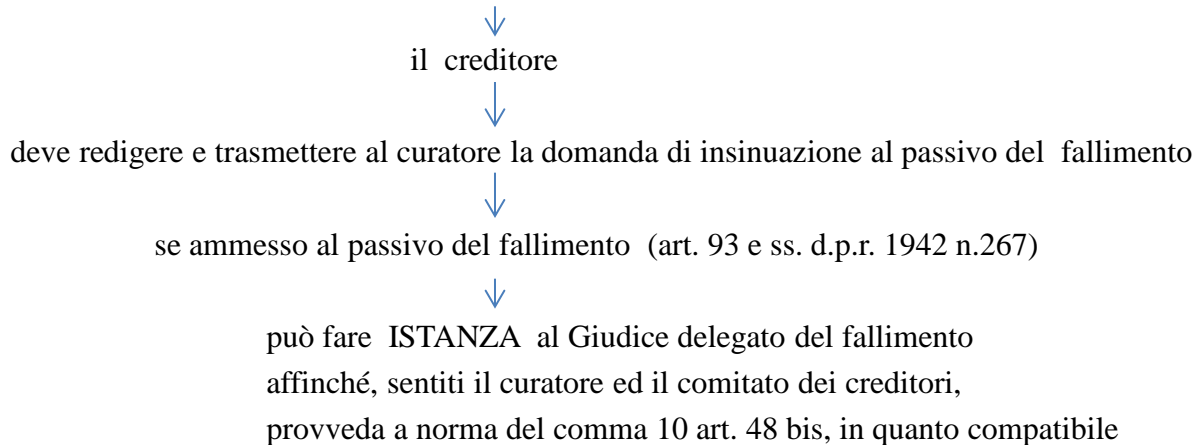 il creditore
deve redigere e trasmettere al curatore la domanda di insinuazione al passivo del fallimento
se ammesso al passivo del fallimento (art. 93 e ss. d.p.r. 1942 n.267)
può fare ISTANZA al Giudice delegato del fallimento
affinché, sentiti il curatore ed il comitato dei creditori,
provveda a norma del comma 10 art. 48 bis, in quanto compatibile